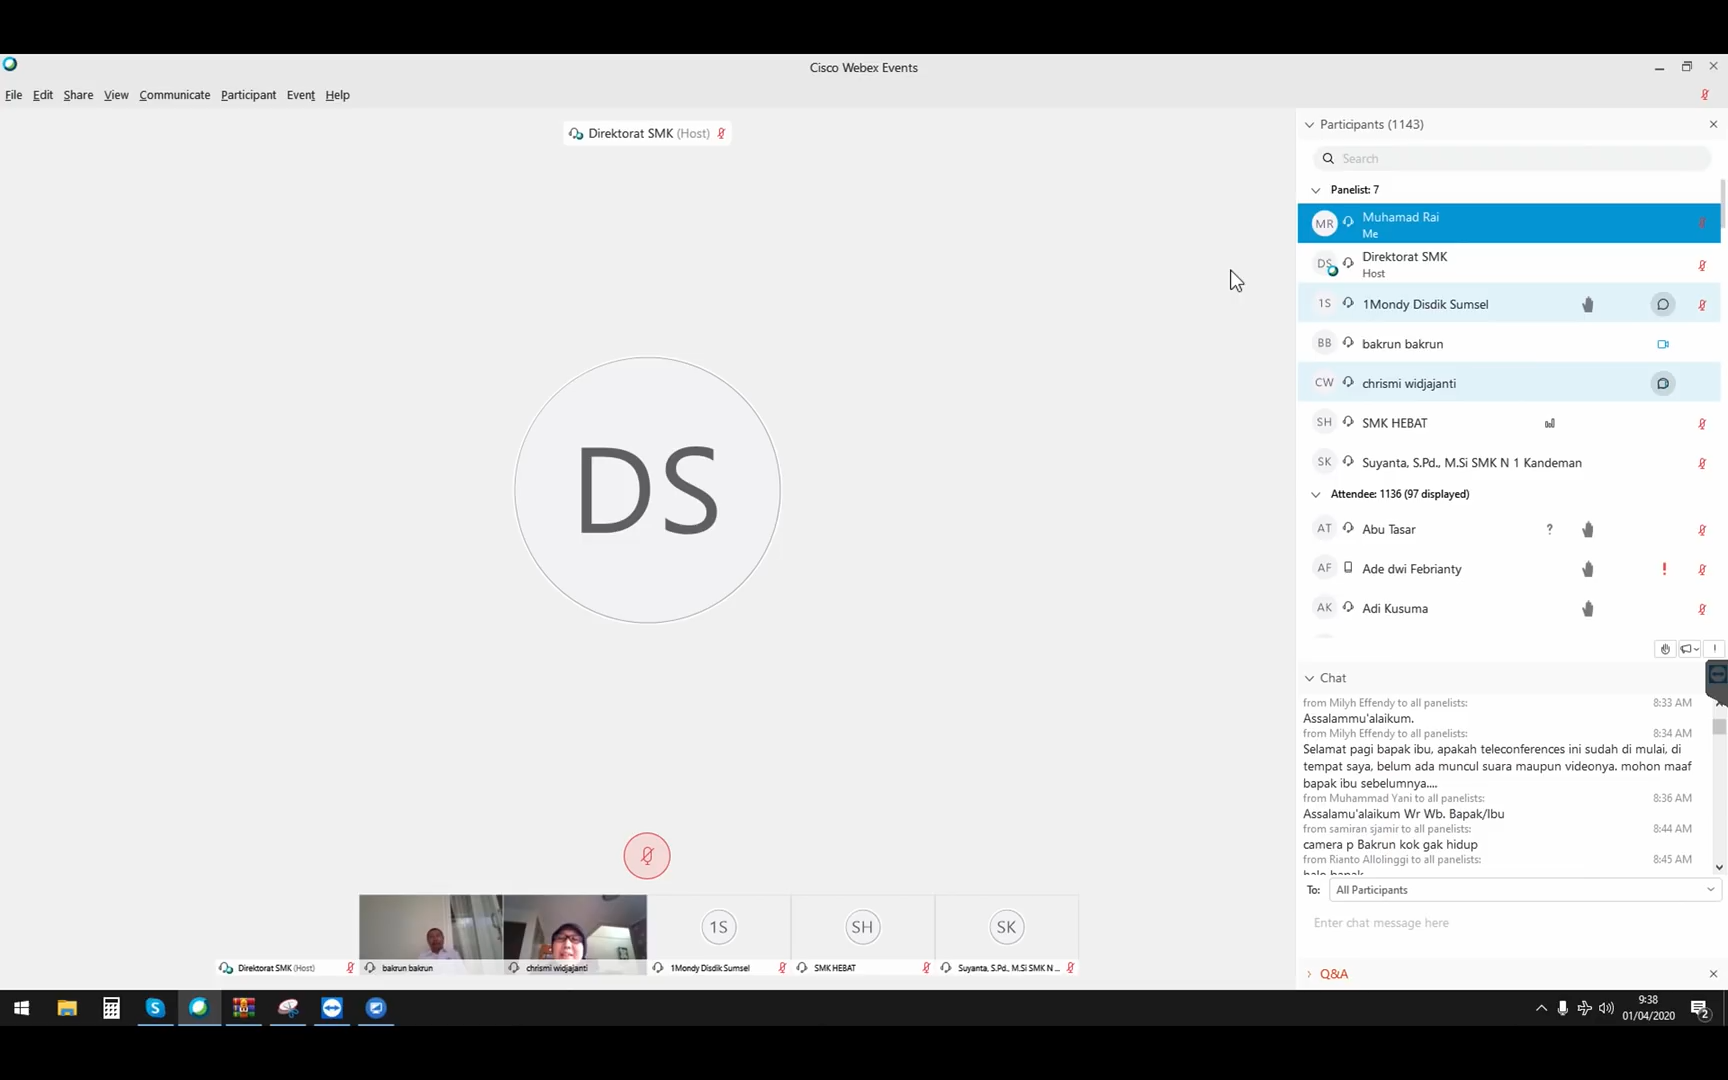 Cisco Webex Events
File Edit Share View Communicate Participant Event Help
Direktorat SMK (Host)
DS
Participants (1143)
Search
Panelist: 7
MR Muhamad Rai
Me
DS Direktorat SMK
Host
1S 1Mondy Disdik Sumsel
BB bakrun bakrun
CW chrismi widjajanti
SH SMK HEBAT
SK Suyanta, S.Pd., M.Si SMK N 1 Kandeman
Attendee: 1136 (97 displayed)
AT Abu Tasar ?
AF Ade dwi Febrianty !
AK Adi Kusuma
Chat
from Milyh Effendy to all panelists: 8:33 AM
Assalammu'alaikum.
from Milyh Effendy to all panelists: 8:34 AM
Selamat pagi bapak ibu, apakah teleconferences ini sudah di mulai, di
tempat saya, belum ada muncul suara maupun videonya. mohon maaf
bapak ibu sebelumnya....
from Muhammad Yani to all panelists: 8:36 AM
Assalamu'alaikum Wr Wb. Bapak/Ibu
from samiran sjamir to all panelists: 8:44 AM
camera p Bakrun kok gak hidup
from Rianto Allolinggi to all panelists: 8:45 AM
halo bapak
To: All Participants
Enter chat message here
Q&A
1S SH SK
Direktorat SMK (Host) bakrun bakrun chrismi widjajanti 1Mondy Disdik Sumsel SMK HEBAT Suyanta, S.Pd., M.Si SMK N ...
9:38
01/04/2020
2